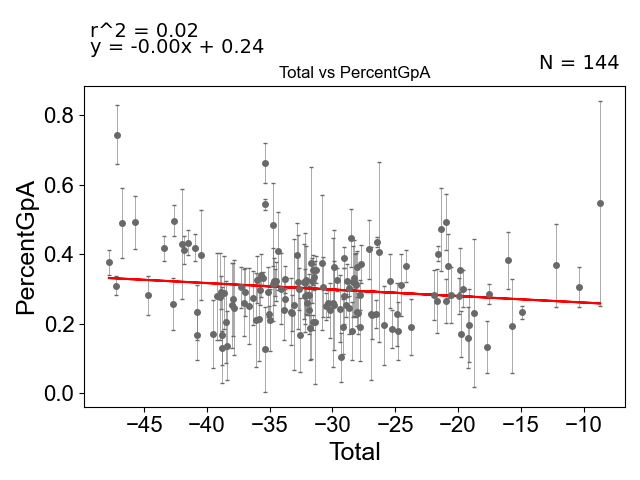 r^2 = 0.02
y = -0.00x + 0.24
N = 144
Total vs PercentGpA
PercentGpA
0.8
0.6
0.4
0.2
0.0
−45 −40 −35 −30 −25 −20 −15 −10
Total